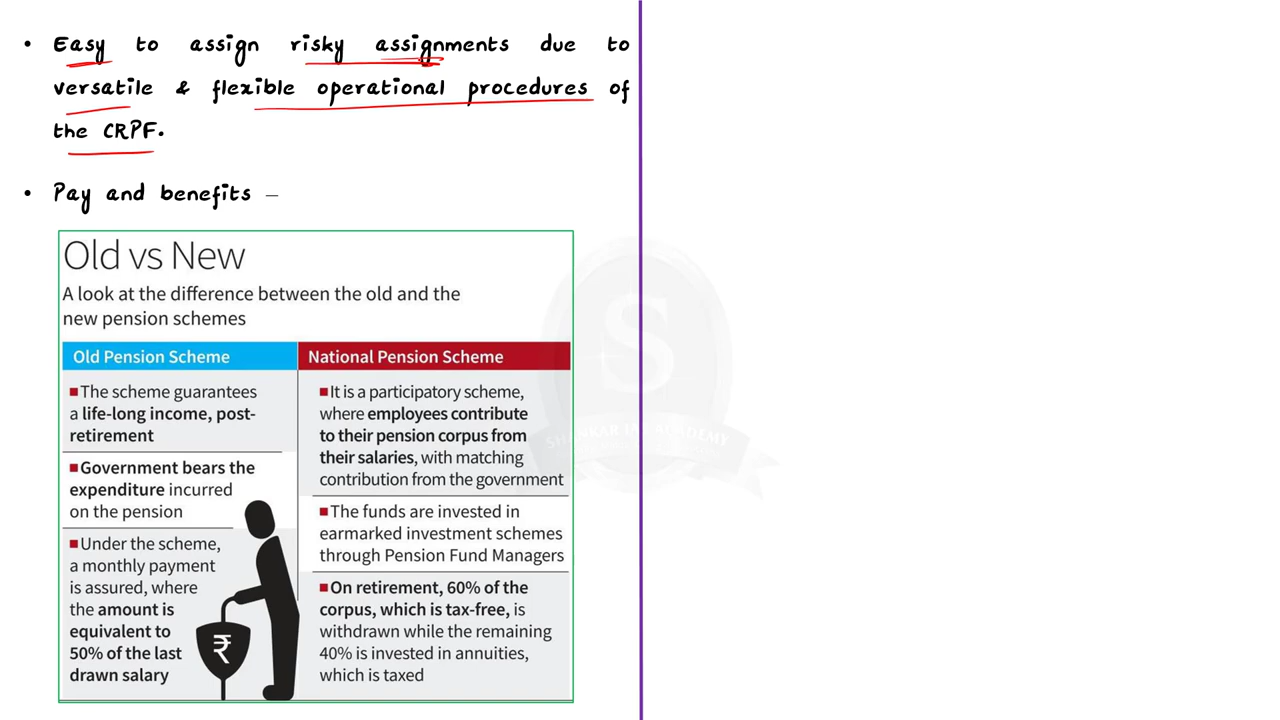 • Easy to assign risky assignments due to
versatile & flexible operational procedures of
the CRPF.
• Pay and benefits –
Old vs New
A look at the difference between the old and the
new pension schemes
Old Pension Scheme
■The scheme guarantees
a life-long income, post-
retirement
■Government bears the
expenditure incurred
on the pension
■Under the scheme,
a monthly payment
is assured, where
the amount is
equivalent to
50% of the last
drawn salary
₹
National Pension Scheme
■It is a participatory scheme,
where employees contribute
to their pension corpus from
their salaries, with matching
contribution from the government
■The funds are invested in
earmarked investment schemes
through Pension Fund Managers
■On retirement, 60% of the
corpus, which is tax-free, is
withdrawn while the remaining
40% is invested in annuities,
which is taxed
S
SHANKAR IAS ACADEMY